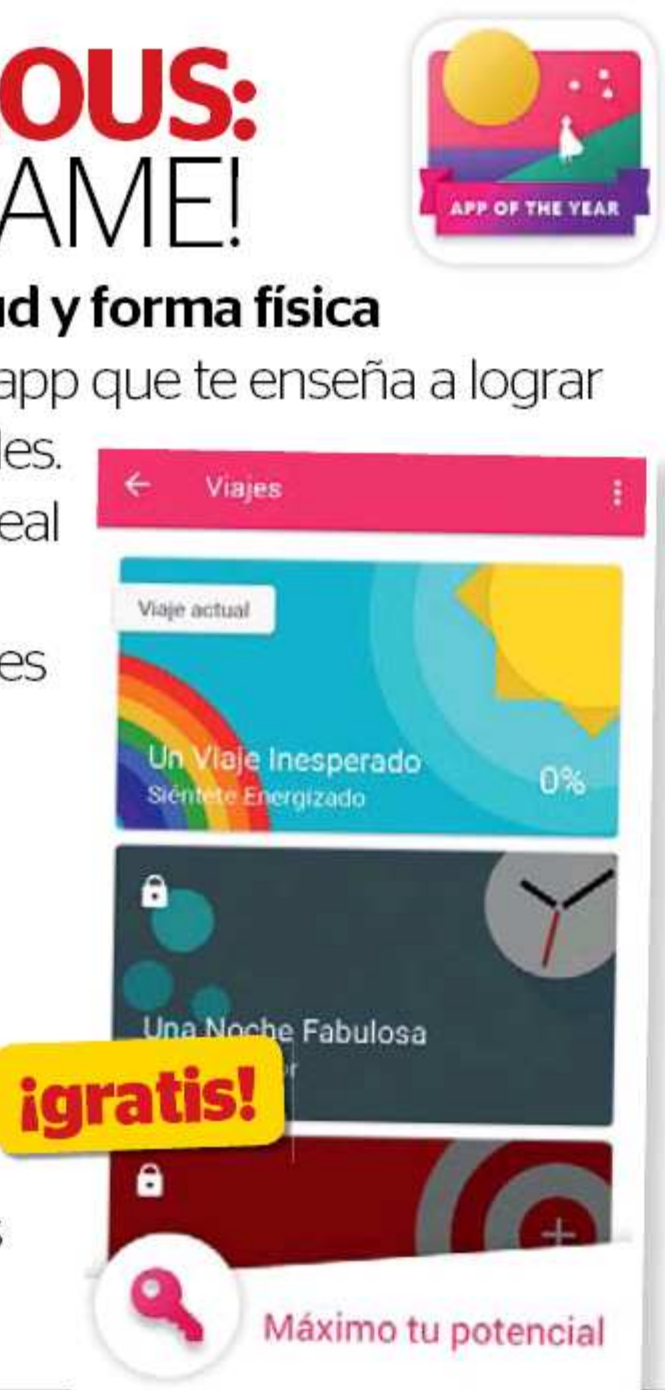 OUS:
AME!
APP OF THE YEAR
ud y forma física
app que te enseña a lograr
les.
eal
es
Viajes
Viaje actual
Un Viaje Inesperado
Siéntete Energizado
0%
Una Noche Fabulosa
or
¡gratis!
s
Máximo tu potencial